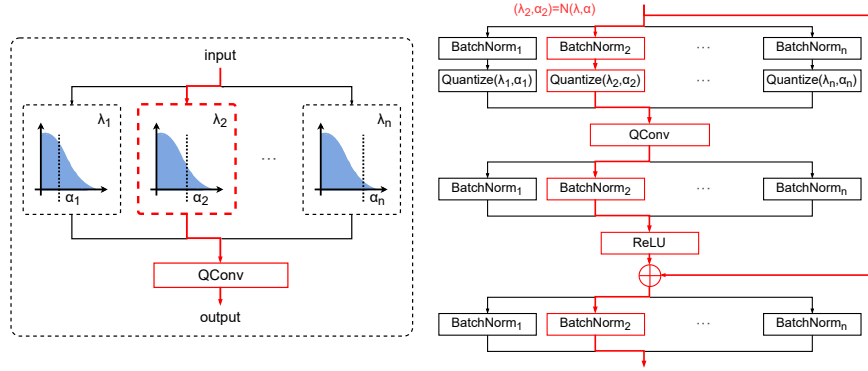 input
λ₁
λ₂
λₙ
...
α₁
α₂
αₙ
QConv
output
(λ₂,α₂)=N(λ,α)
BatchNorm₁ BatchNorm₂ ... BatchNormₙ
Quantize(λ₁,α₁) Quantize(λ₂,α₂) ... Quantize(λₙ,αₙ)
QConv
BatchNorm₁ BatchNorm₂ ... BatchNormₙ
ReLU
BatchNorm₁ BatchNorm₂ ... BatchNormₙ